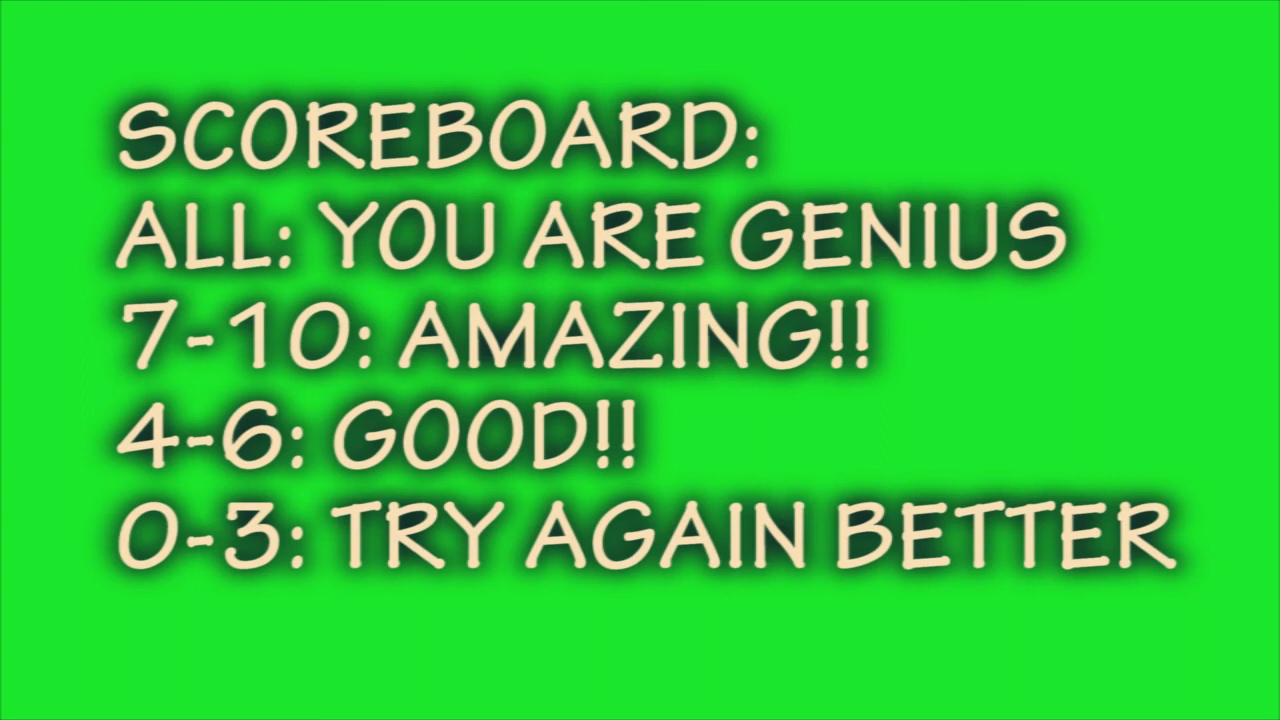 SCOREBOARD:
ALL: YOU ARE GENIUS
7-10: AMAZING!!
4-6: GOOD!!
0-3: TRY AGAIN BETTER